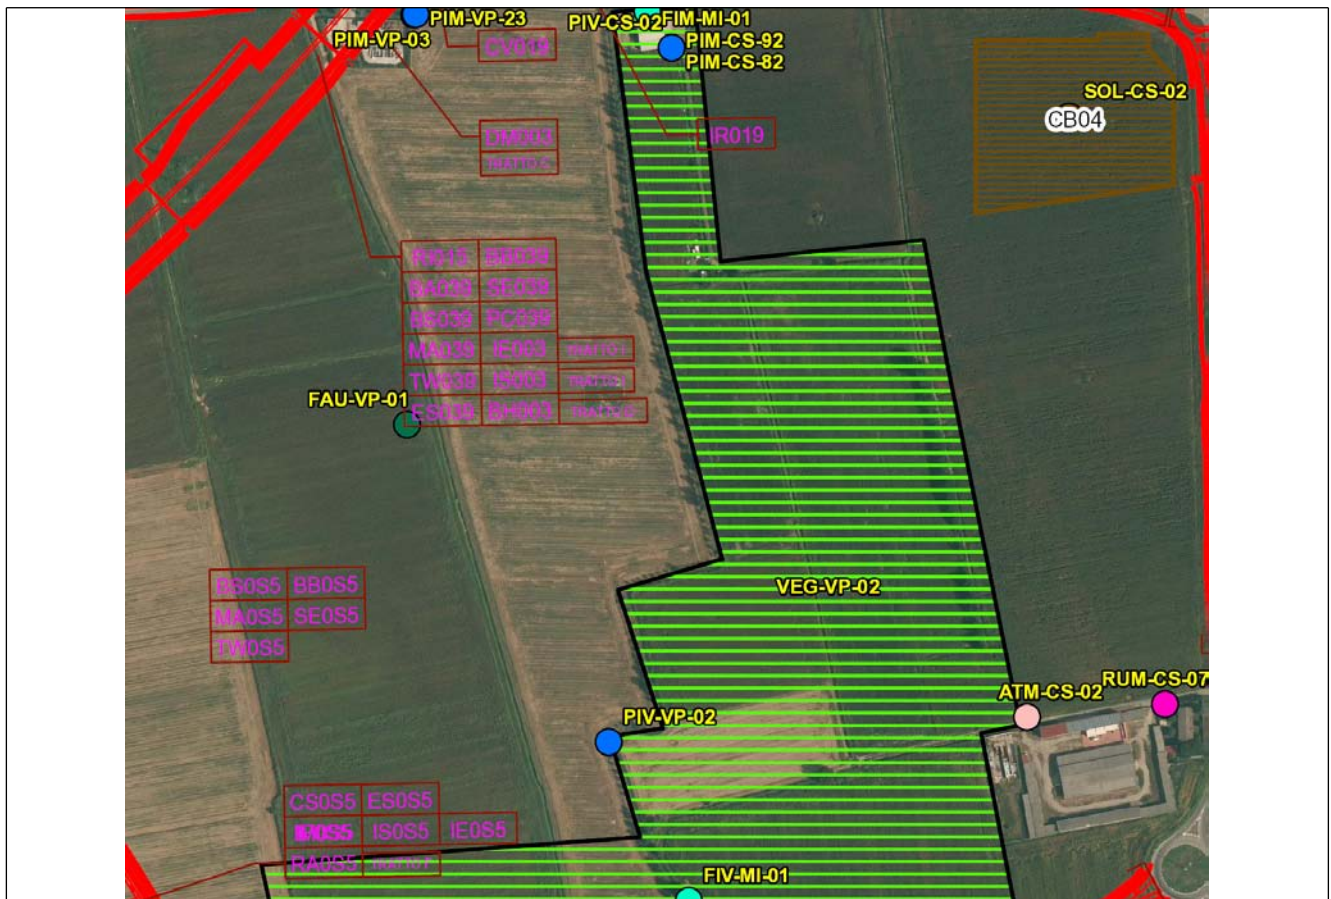 PIM-VP-23
PIV-CS-02
FIM-MI-01
PIM-VP-03
CV019
PIM-CS-92
PIM-CS-82
SOL-CS-02
CB04
DM003
IR019
BB039
SE039
BS039 PC039
MA039 IE003
TW039 IS003
ES039 BH003
FAU-VP-01
BS0S5 BB0S5
MA0S5 SE0S5
TW0S5
VEG-VP-02
RUM-CS-07
ATM-CS-02
PIV-VP-02
CS0S5 ES0S5
IS0S5 IE0S5
RA0S5
FIV-MI-01